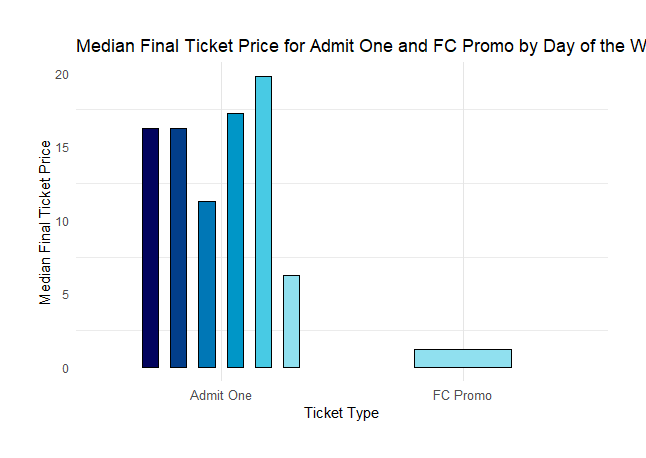 Median Final Ticket Price for Admit One and FC Promo by Day of the W
20
15
10
5
0
Median Final Ticket Price
Admit One
FC Promo
Ticket Type